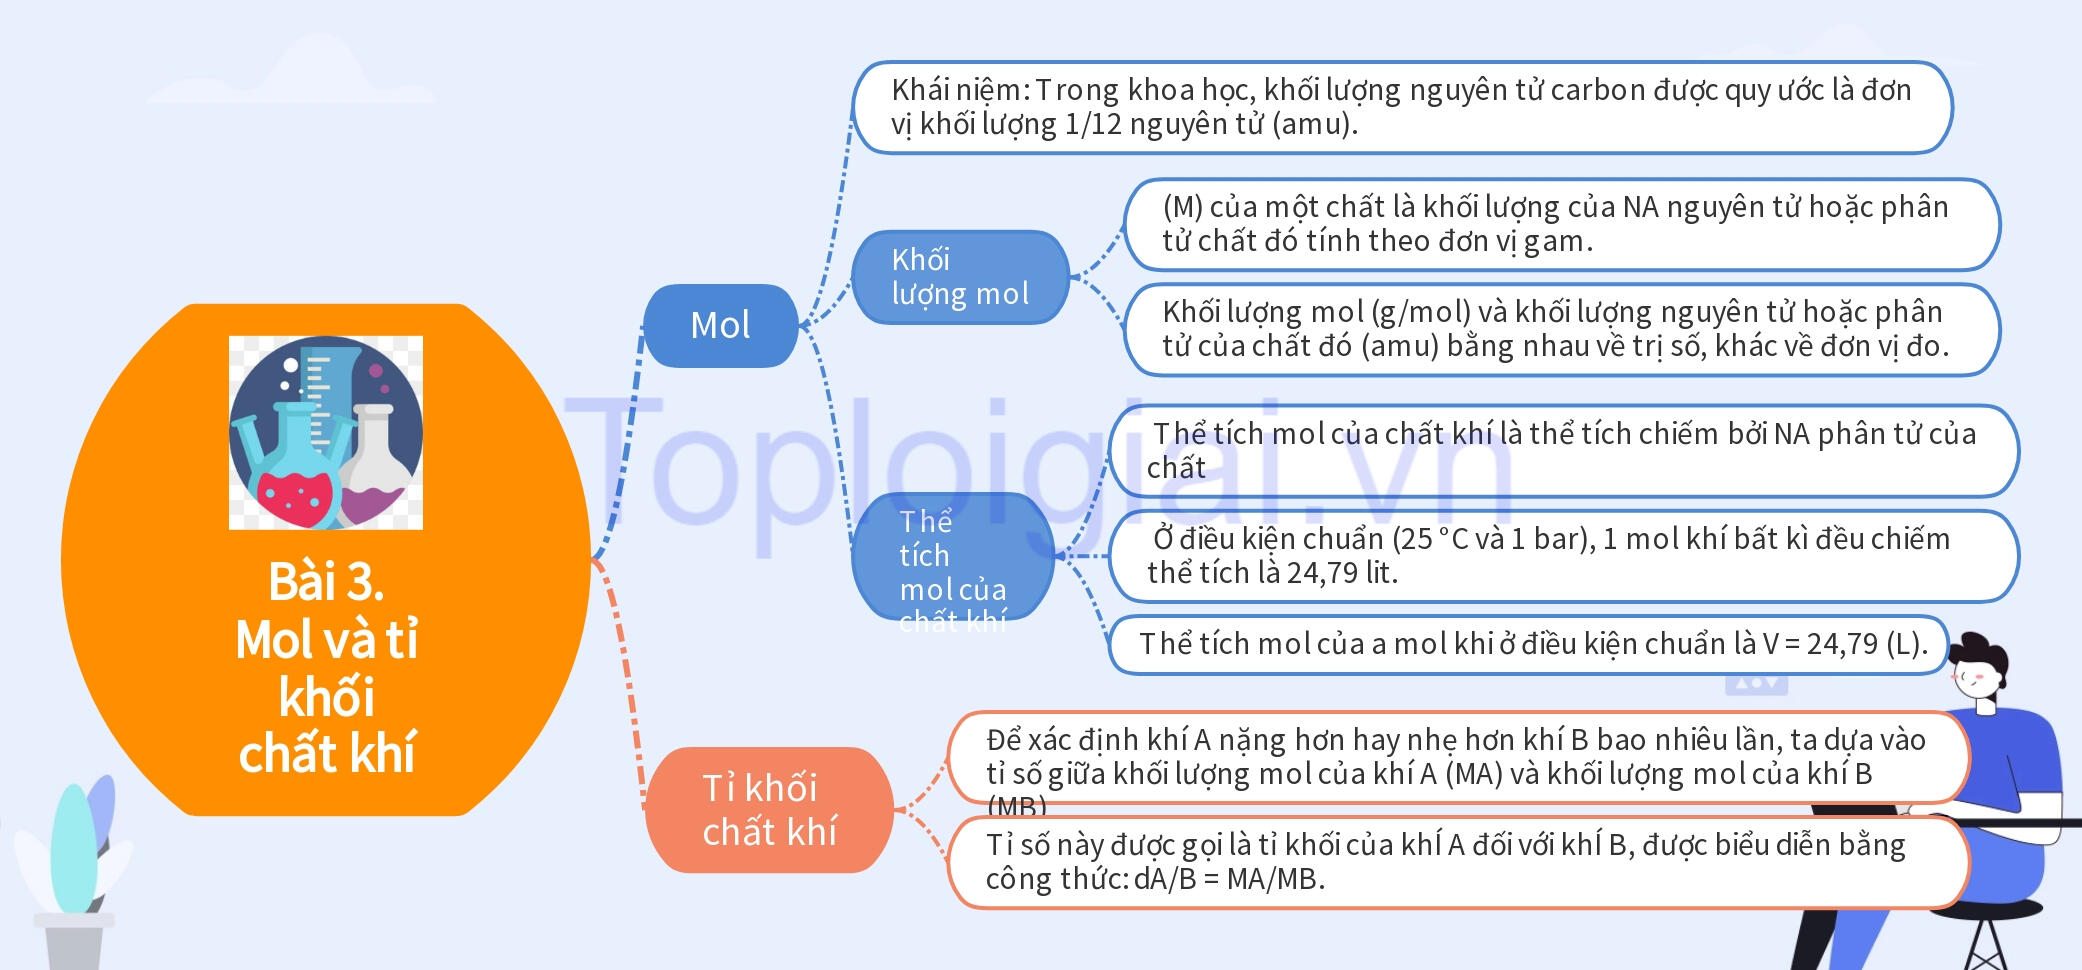 Khái niệm: Trong khoa học, khối lượng nguyên tử carbon được quy ước là đơn
vị khối lượng 1/12 nguyên tử (amu).
(M) của một chất là khối lượng của NA nguyên tử hoặc phân
tử chất đó tính theo đơn vị gam.
Khối
lượng mol
Khối lượng mol (g/mol) và khối lượng nguyên tử hoặc phân
tử của chất đó (amu) bằng nhau về trị số, khác về đơn vị đo.
Mol
Thể tích mol của chất khí là thể tích chiếm bởi NA phân tử của
chất
Thể
tích
mol của
chất khí
Ở điều kiện chuẩn (25 °C và 1 bar), 1 mol khí bất kì đều chiếm
thể tích là 24,79 lit.
Thể tích mol của a mol khi ở điều kiện chuẩn là V = 24,79 (L).
Bài 3.
Mol và tỉ
khối
chất khí
Tỉ khối
chất khí
Để xác định khí A nặng hơn hay nhẹ hơn khí B bao nhiêu lần, ta dựa vào
tỉ số giữa khối lượng mol của khí A (MA) và khối lượng mol của khí B
(MB)
Tỉ số này được gọi là tỉ khối của khí A đối với khí B, được biểu diễn bằng
công thức: dA/B = MA/MB.
Toploigiai.vn